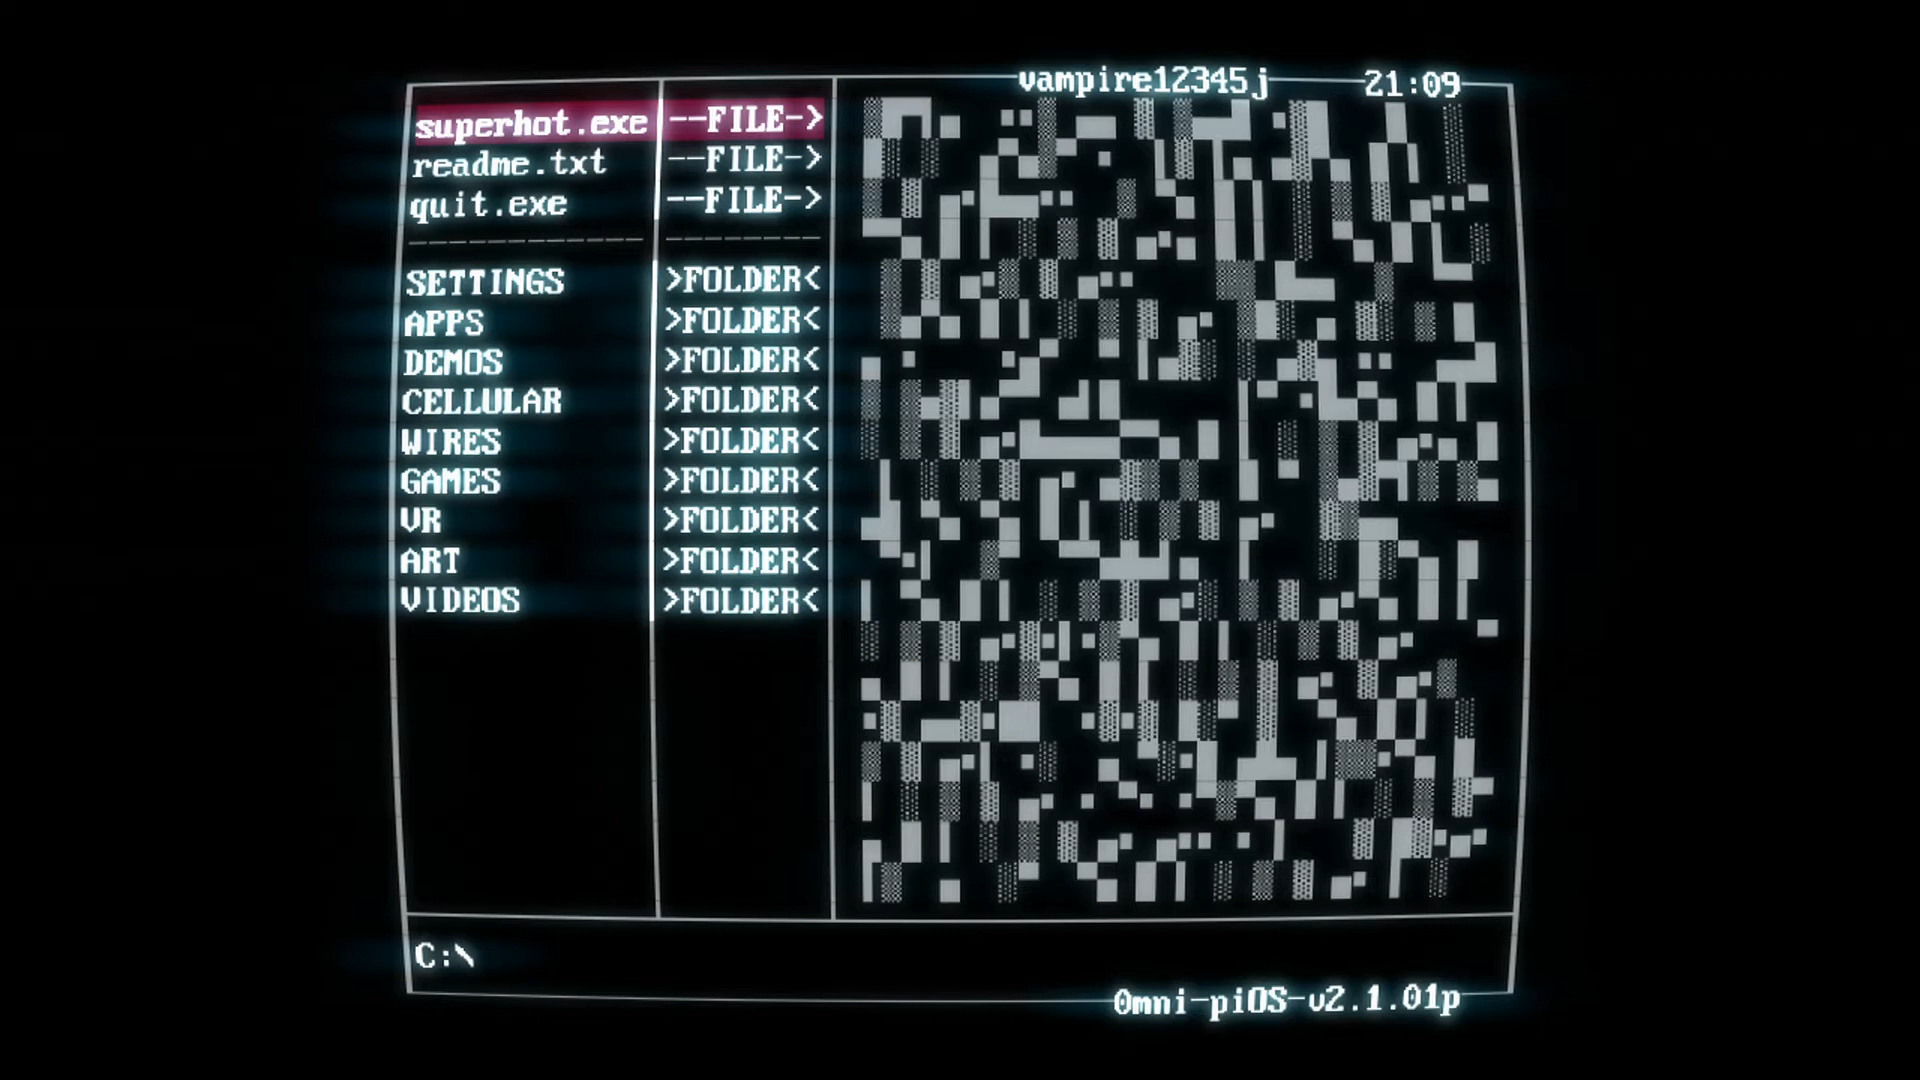 vampire12345j 21:09
superhot.exe --FILE->
readme.txt --FILE->
quit.exe --FILE->
SETTINGS >FOLDER<
APPS >FOLDER<
DEMOS >FOLDER<
CELLULAR >FOLDER<
WIRES >FOLDER<
GAMES >FOLDER<
VR >FOLDER<
ART >FOLDER<
VIDEOS >FOLDER<
C:\
0mni-piOS-v2.1.01p